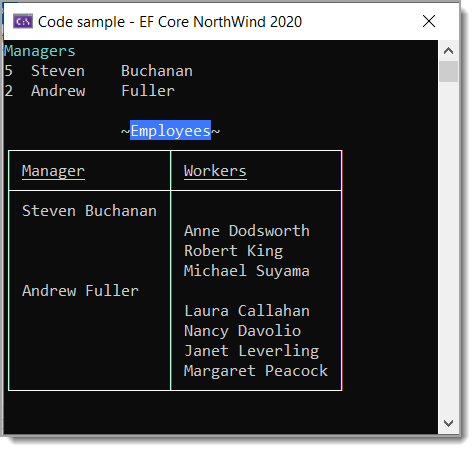 Code sample - EF Core NorthWind 2020
Managers
5 Steven Buchanan
2 Andrew Fuller
~Employees~
Manager Workers
Steven Buchanan
Anne Dodsworth
Robert King
Michael Suyama
Andrew Fuller
Laura Callahan
Nancy Davolio
Janet Leverling
Margaret Peacock